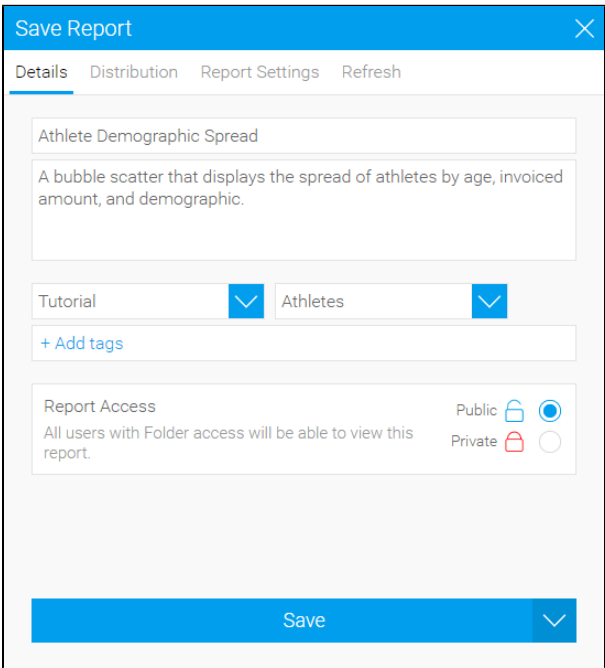 Save Report
Details Distribution Report Settings Refresh
Athlete Demographic Spread
A bubble scatter that displays the spread of athletes by age, invoiced
amount, and demographic.
Tutorial Athletes
+ Add tags
Report Access
All users with Folder access will be able to view this
report.
Public
Private
Save